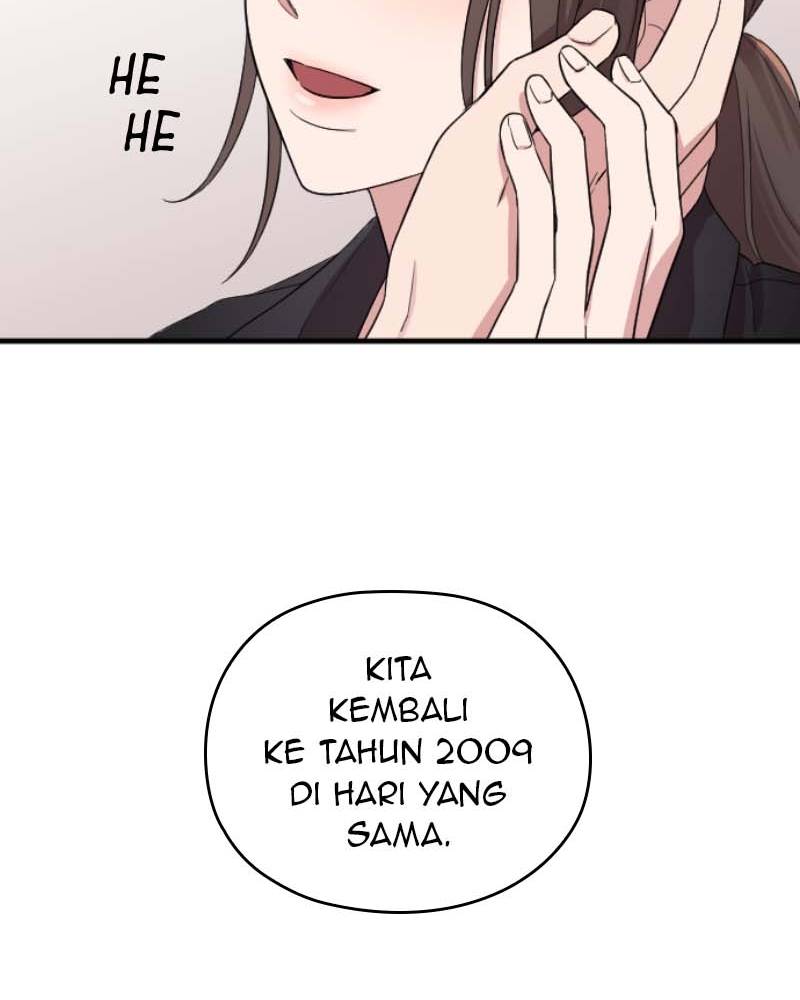 HE
HE
KITA
KEMBALI
KE TAHUN 2009
DI HARI YANG
SAMA.